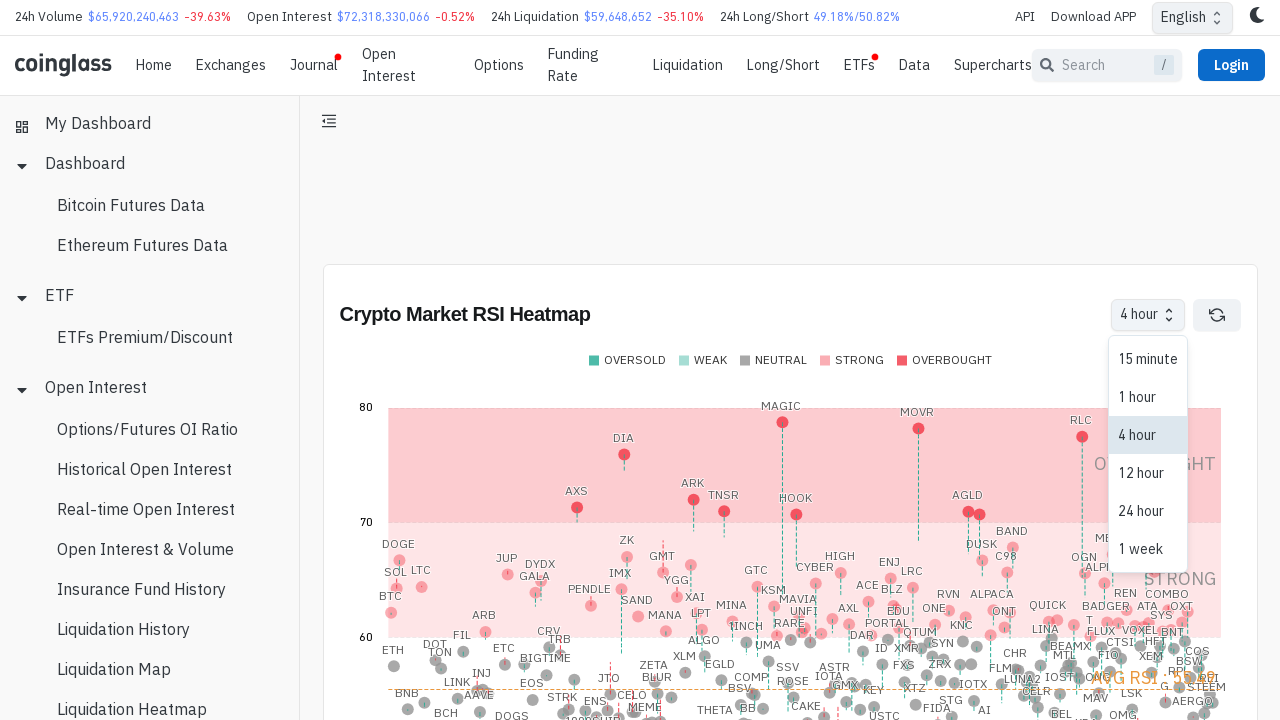 24h Volume $65,920,240,463 -39.63% Open Interest $72,318,330,066 -0.52% 24h Liquidation $59,648,652 -35.10% 24h Long/Short 49.18%/50.82% API Download APP English
coinglass Home Exchanges Journal Open Interest Options Funding Rate Liquidation Long/Short ETFs Data Supercharts Search / Login
My Dashboard
Dashboard
Bitcoin Futures Data
Ethereum Futures Data
ETF
ETFs Premium/Discount
Open Interest
Options/Futures OI Ratio
Historical Open Interest
Real-time Open Interest
Open Interest & Volume
Insurance Fund History
Liquidation History
Liquidation Map
Liquidation Heatmap
Crypto Market RSI Heatmap
4 hour
15 minute
1 hour
4 hour
12 hour
24 hour
1 week
OVERSOLD WEAK NEUTRAL STRONG OVERBOUGHT
80
MAGIC
MOVR
RLC
DIA
ARK
AXS
TNSR
HOOK
AGLD
70
BAND
DOGE
ZK
DUSK
GMT
HIGH
C98
OGN
JUP
DYDX
SOL
LTC
GALA
IMX
YGG
GTC
CYBER
ENJ
LRC
STRONG
BTC
PENDLE
SAND
XAI
KSM
MAVIA
ACE
BLZ
RVN
ALPACA
REN
COMBO
ARB
MANA
LPT
MINA
UNFI
AXL
EDU
ONE
ONT
QUICK
ADGER
ATA
OXT
60
ETH
DOT
TON
FIL
ETC
CRV
TRB
BIGTIME
ALGO
1INCH
RARE
UMA
DAR
PORTAL
QTUM
KNC
LINA
FLUX
SYS
BNT
XLM
EGLD
SSV
ASTR
ID
XMR
SYN
CHR
BEAMX
MTL
FIO
CTSI
XEM
COS
BSW
BNB
LINK
INJ
AAVE
EOS
STRK
JTO
ZETA
BLUR
COMP
BSV
ROSE
IOTA
GMX
KEY
FXS
XTZ
ZRX
IOTX
FLM
LUNA2
CELR
IOST
RPL
STEEM
AVG RSI :
BCH
DOGS
ENS
CELO
MEME
THETA
CAKE
USTC
FIDA
STG
AI
BEL
MAV
LSK
OMG
AERGO